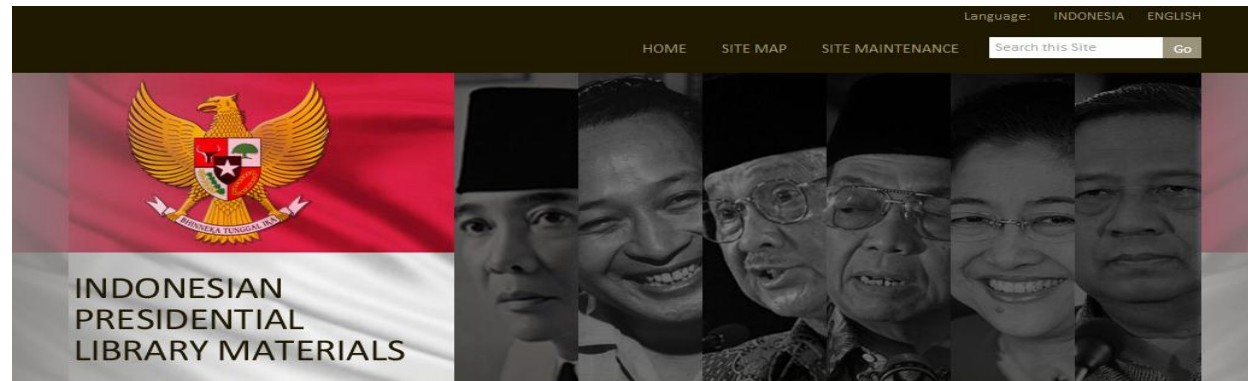 Language: INDONESIA ENGLISH
HOME SITE MAP SITE MAINTENANCE Search this Site Go
BHINNEKA TUNGGAL IKA
INDONESIAN
PRESIDENTIAL
LIBRARY MATERIALS